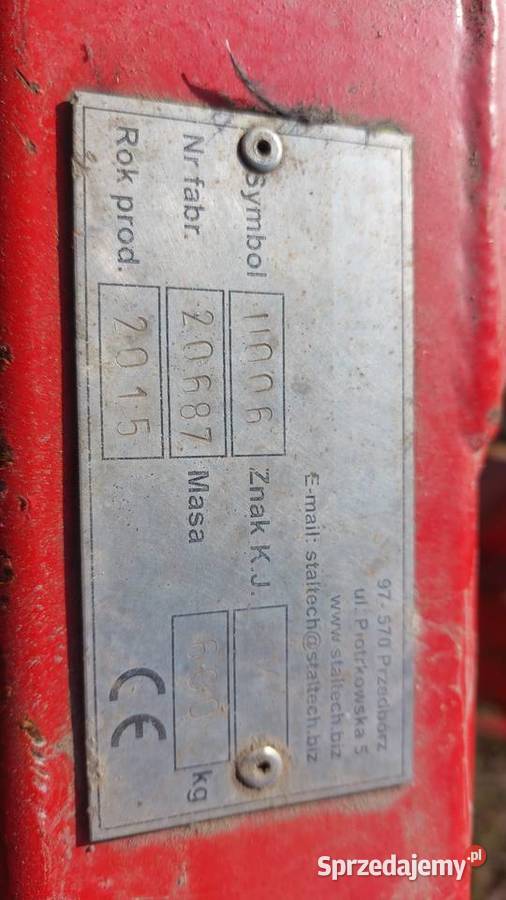 97-570 Przedbórz
ul. Piotrkowska 5
www.staltech.biz
E-mail: staltech@staltech.biz
Symbol 11006 Znak K.J.
Nr fabr. 20687 Masa kg
Rok prod. 2015 CE
Sprzedajemy.pl